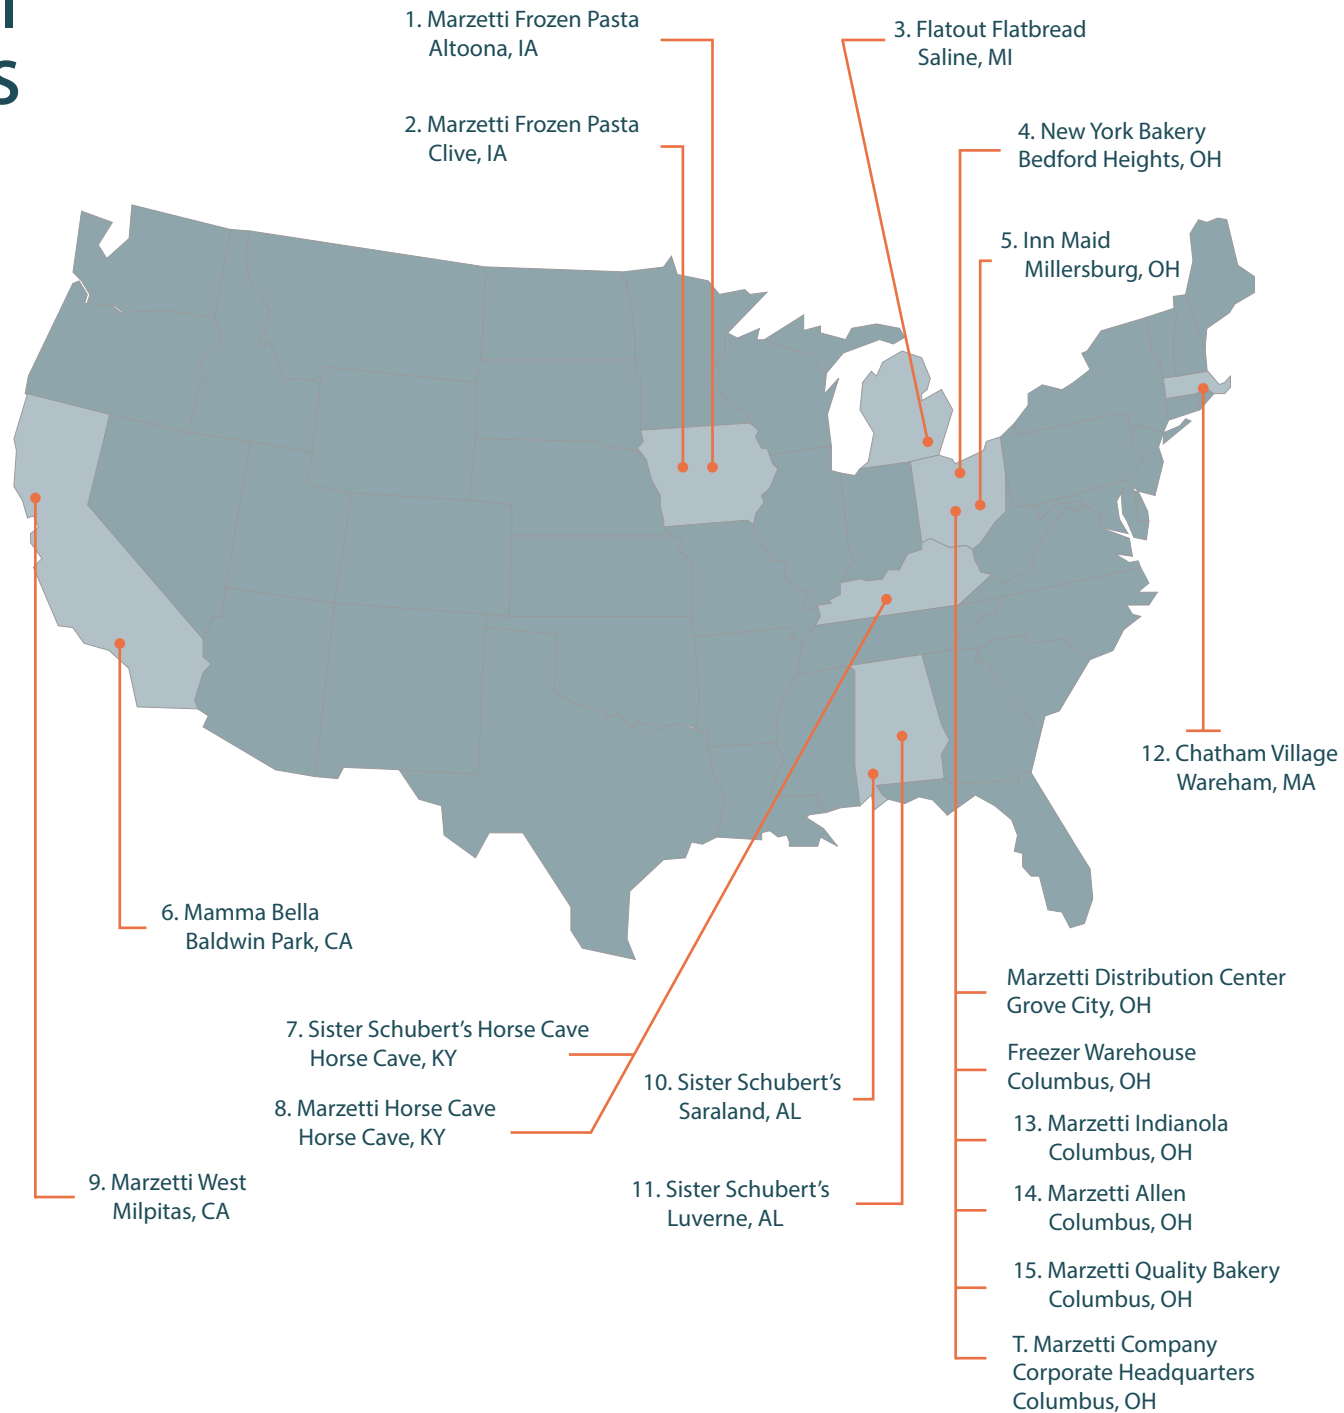 1. Marzetti Frozen Pasta
Altoona, IA
2. Marzetti Frozen Pasta
Clive, IA
3. Flatout Flatbread
Saline, MI
4. New York Bakery
Bedford Heights, OH
5. Inn Maid
Millersburg, OH
12. Chatham Village
Wareham, MA
6. Mamma Bella
Baldwin Park, CA
7. Sister Schubert's Horse Cave
Horse Cave, KY
8. Marzetti Horse Cave
Horse Cave, KY
9. Marzetti West
Milpitas, CA
10. Sister Schubert's
Saraland, AL
11. Sister Schubert's
Luverne, AL
Marzetti Distribution Center
Grove City, OH
Freezer Warehouse
Columbus, OH
13. Marzetti Indianola
Columbus, OH
14. Marzetti Allen
Columbus, OH
15. Marzetti Quality Bakery
Columbus, OH
T. Marzetti Company
Corporate Headquarters
Columbus, OH